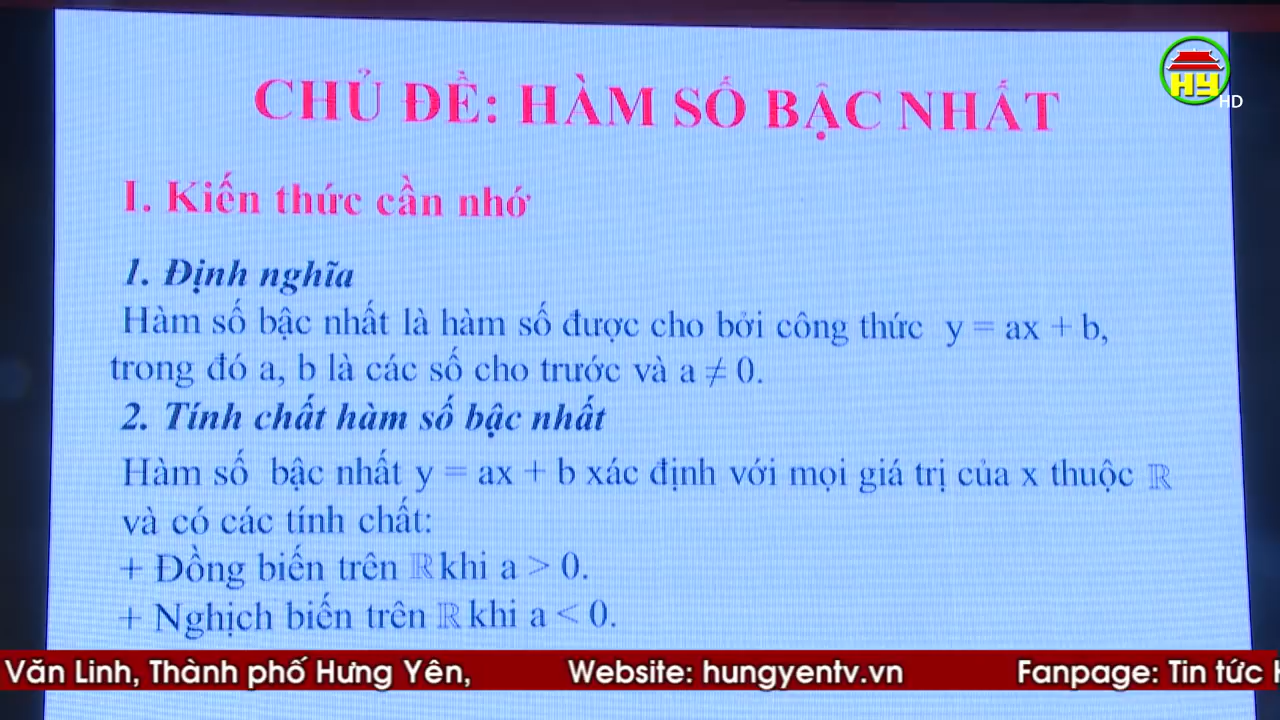 CHỦ ĐỀ: HÀM SỐ BẬC NHẤT
HY
HD
I. Kiến thức cần nhớ
1. Định nghĩa
Hàm số bậc nhất là hàm số được cho bởi công thức y = ax + b,
trong đó a, b là các số cho trước và a ≠ 0.
2. Tính chất hàm số bậc nhất
Hàm số bậc nhất y = ax + b xác định với mọi giá trị của x thuộc ℝ
và có các tính chất:
+ Đồng biến trên ℝ khi a > 0.
+ Nghịch biến trên ℝ khi a < 0.
Văn Linh, Thành phố Hưng Yên, Website: hungyentv.vn Fanpage: Tin tức H